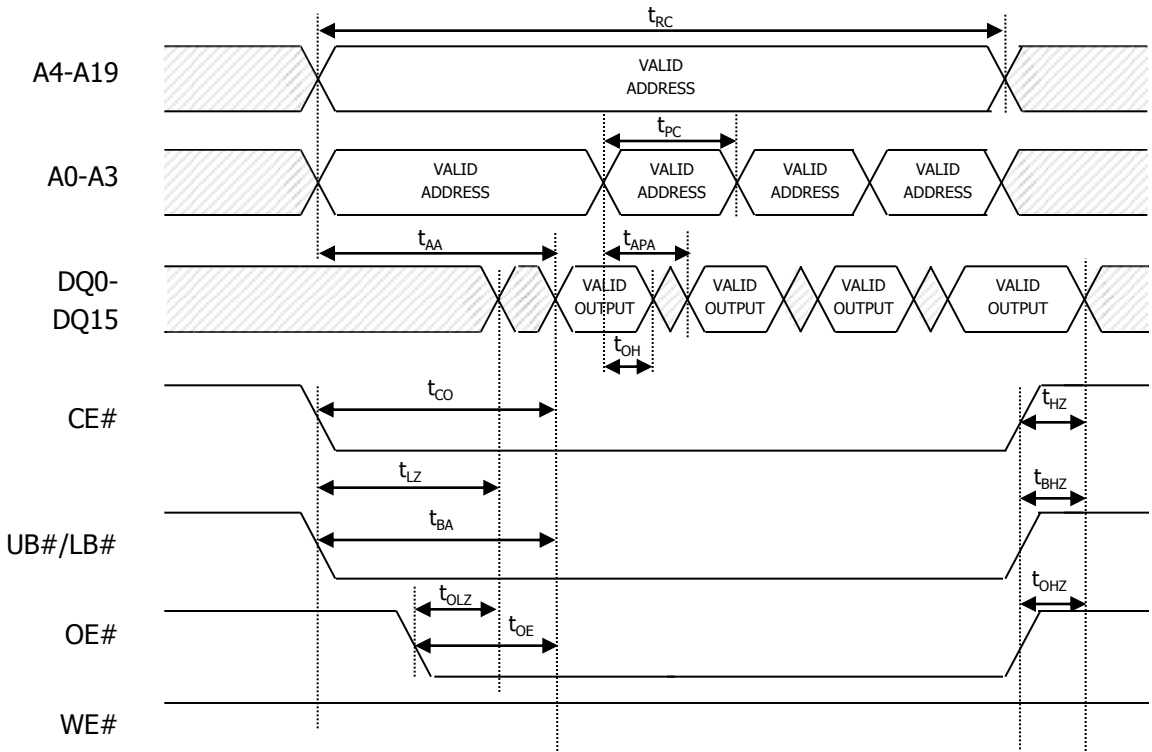 tRC
A4-A19
VALID
ADDRESS
tPC
A0-A3
VALID
ADDRESS
VALID
ADDRESS
VALID
ADDRESS
VALID
ADDRESS
tAA
tAPA
DQ0-
DQ15
VALID
OUTPUT
VALID
OUTPUT
VALID
OUTPUT
VALID
OUTPUT
tOH
CE#
tCO
tHZ
tLZ
tBHZ
UB#/LB#
tBA
tOLZ
tOHZ
OE#
tOE
WE#